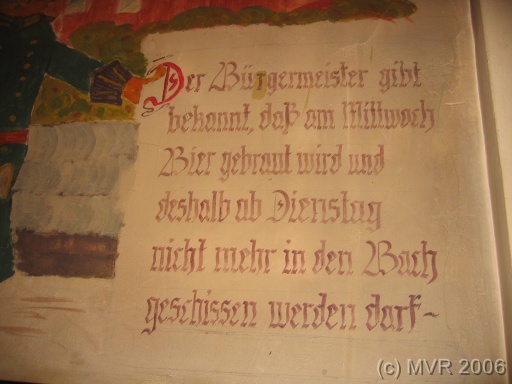 Der Bürgermeister gibt
bekannt, daß am Mittwoch
Bier gebraut wird und
deshalb ab Dienstag
nicht mehr in den Bach
geschissen werden darf~
(c) MVR 2006